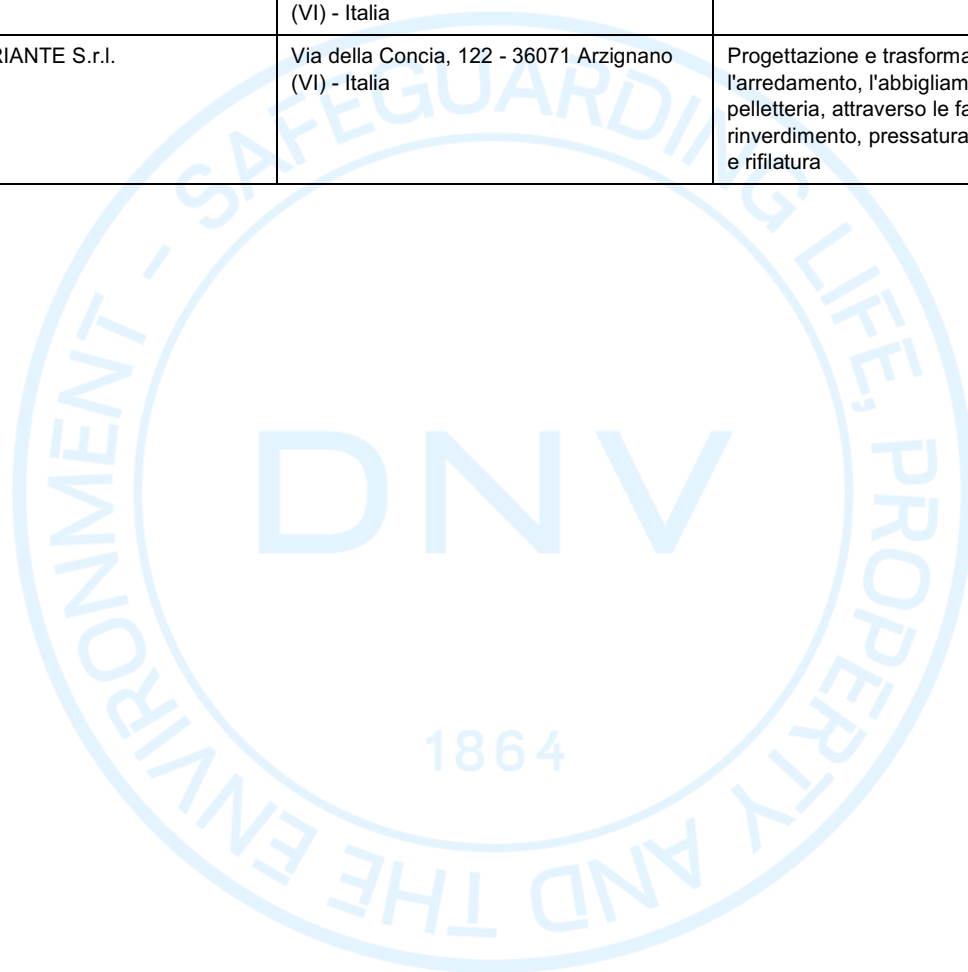 (VI) - Italia
RIANTE S.r.l.
Via della Concia, 122 - 36071 Arzignano
(VI) - Italia
Progettazione e trasforma
l'arredamento, l'abbigliam
pelletteria, attraverso le fa
rinverdimento, pressatura
e rifilatura
SAFEGUARDING LIFE, PROPERTY AND THE ENVIRONMENT -
DNV
1864